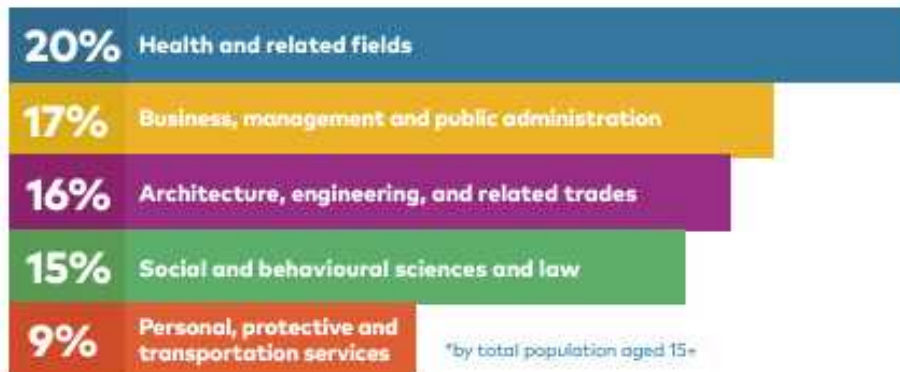 20% Health and related fields
17% Business, management and public administration
16% Architecture, engineering, and related trades
15% Social and behavioural sciences and law
9% Personal, protective and
transportation services
*by total population aged 15+